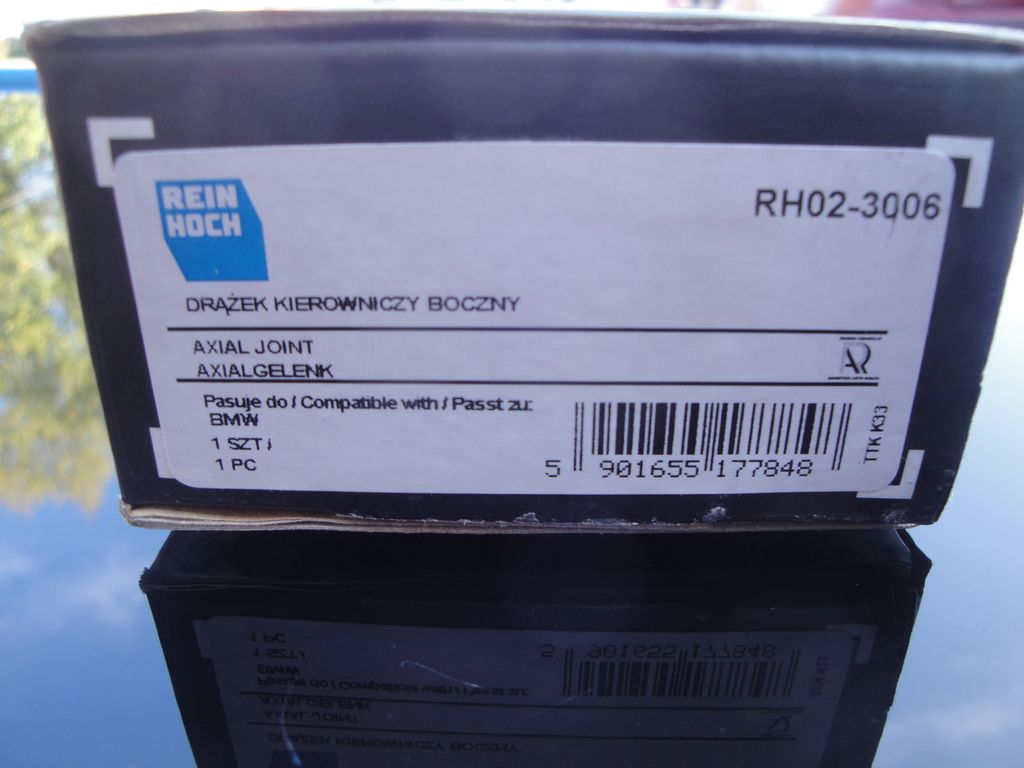 REIN
HOCH
RH02-3006
DRĄŻEK KIEROWNICZY BOCZNY
AXIAL JOINT
AXIALGELENK
AR
Pasuje do / Compatible with / Passt zu:
BMW
1 SZT /
1 PC
5 901655 177848
TTK K33